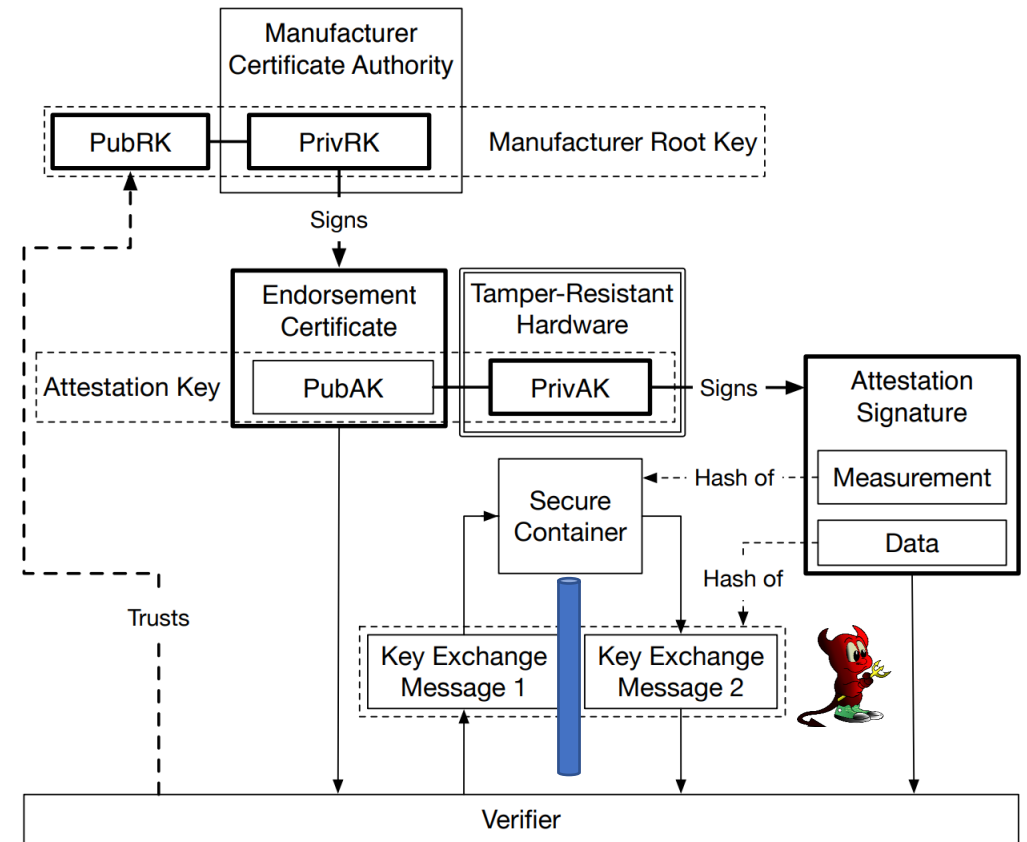 Manufacturer
Certificate Authority
PubRK
PrivRK
Manufacturer Root Key
Signs
Endorsement
Certificate
Tamper-Resistant
Hardware
Attestation Key
PubAK
PrivAK
Signs
Attestation
Signature
Measurement
Data
Hash of
Secure
Container
Hash of
Trusts
Key Exchange
Message 1
Key Exchange
Message 2
Verifier